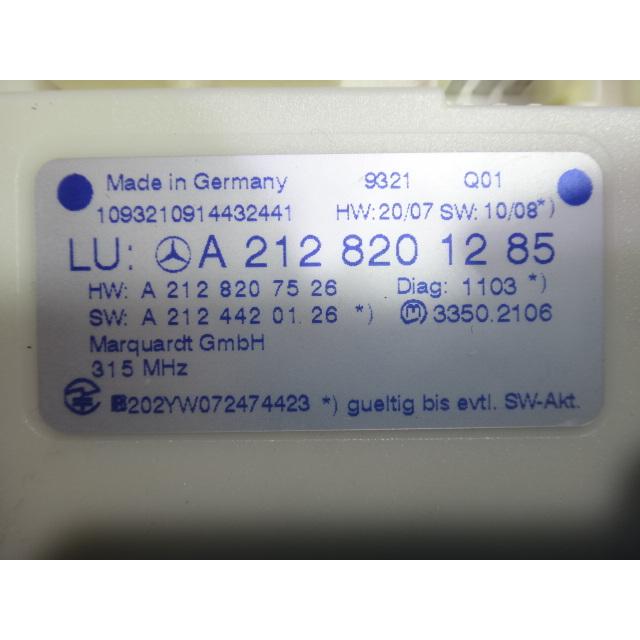 Made in Germany 9321 Q01
1093210914432441 HW: 20/07 SW: 10/08*)
LU: A 212 820 12 85
HW: A 212 820 75 26 Diag: 1103 *)
SW: A 212 442 01 26 *) M 3350.2106
Marquardt GmbH
315 MHz
202YW072474423 *) gueltig bis evtl. SW-Akt.